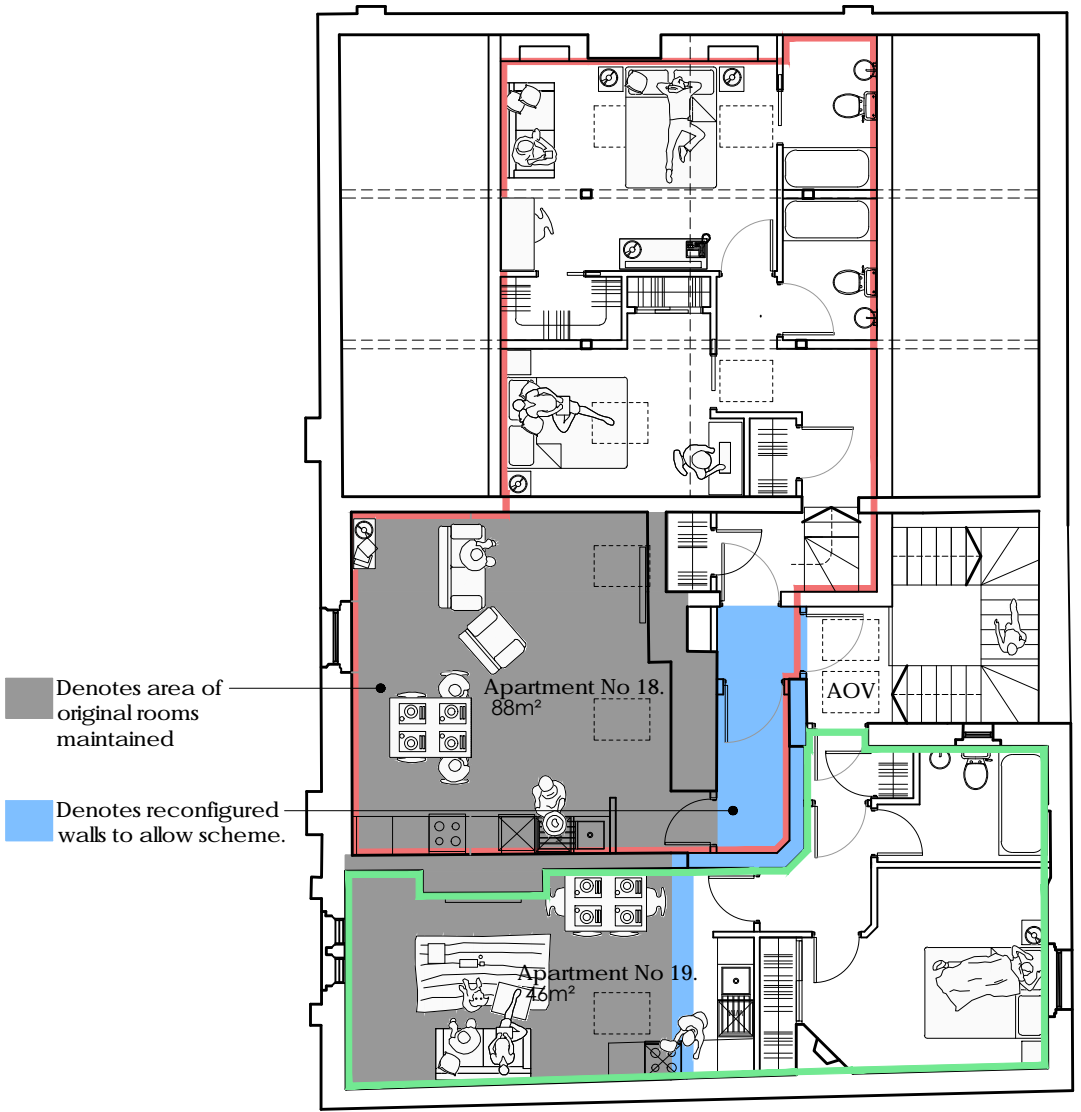 Denotes area of
original rooms
maintained
Denotes reconfigured
walls to allow scheme.
Apartment No 18.
88m²
AOV
Apartment No 19.
46m²